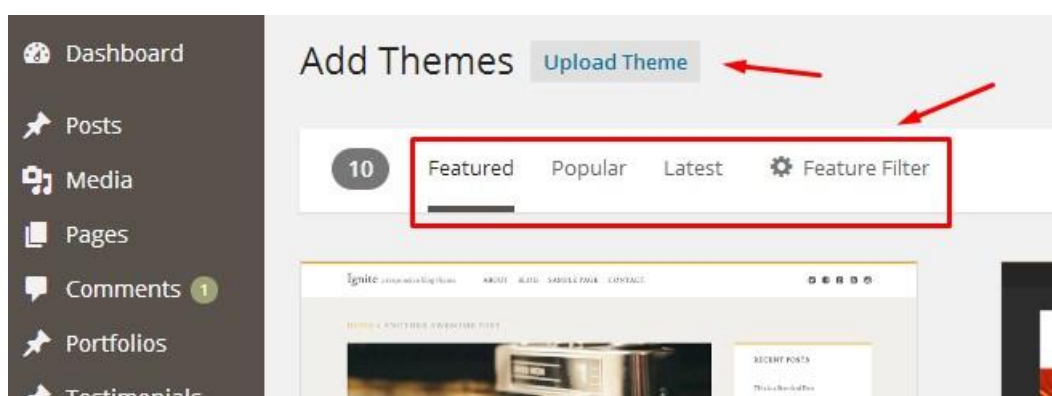 Dashboard
Posts
Media
Pages
Comments 1
Portfolios
Testimonials
Add Themes Upload Theme
10 Featured Popular Latest Feature Filter
Ignite
ABOUT BLOG SAMPLE PAGE CONTACT
RECENT POSTS